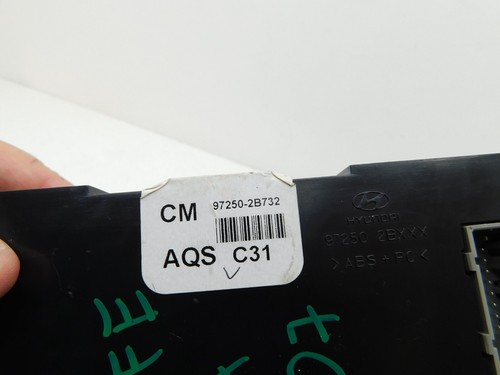 CM 97250-2B732
AQS C31
HYUNDAI
97250 2BXXX
>ABS+PC<